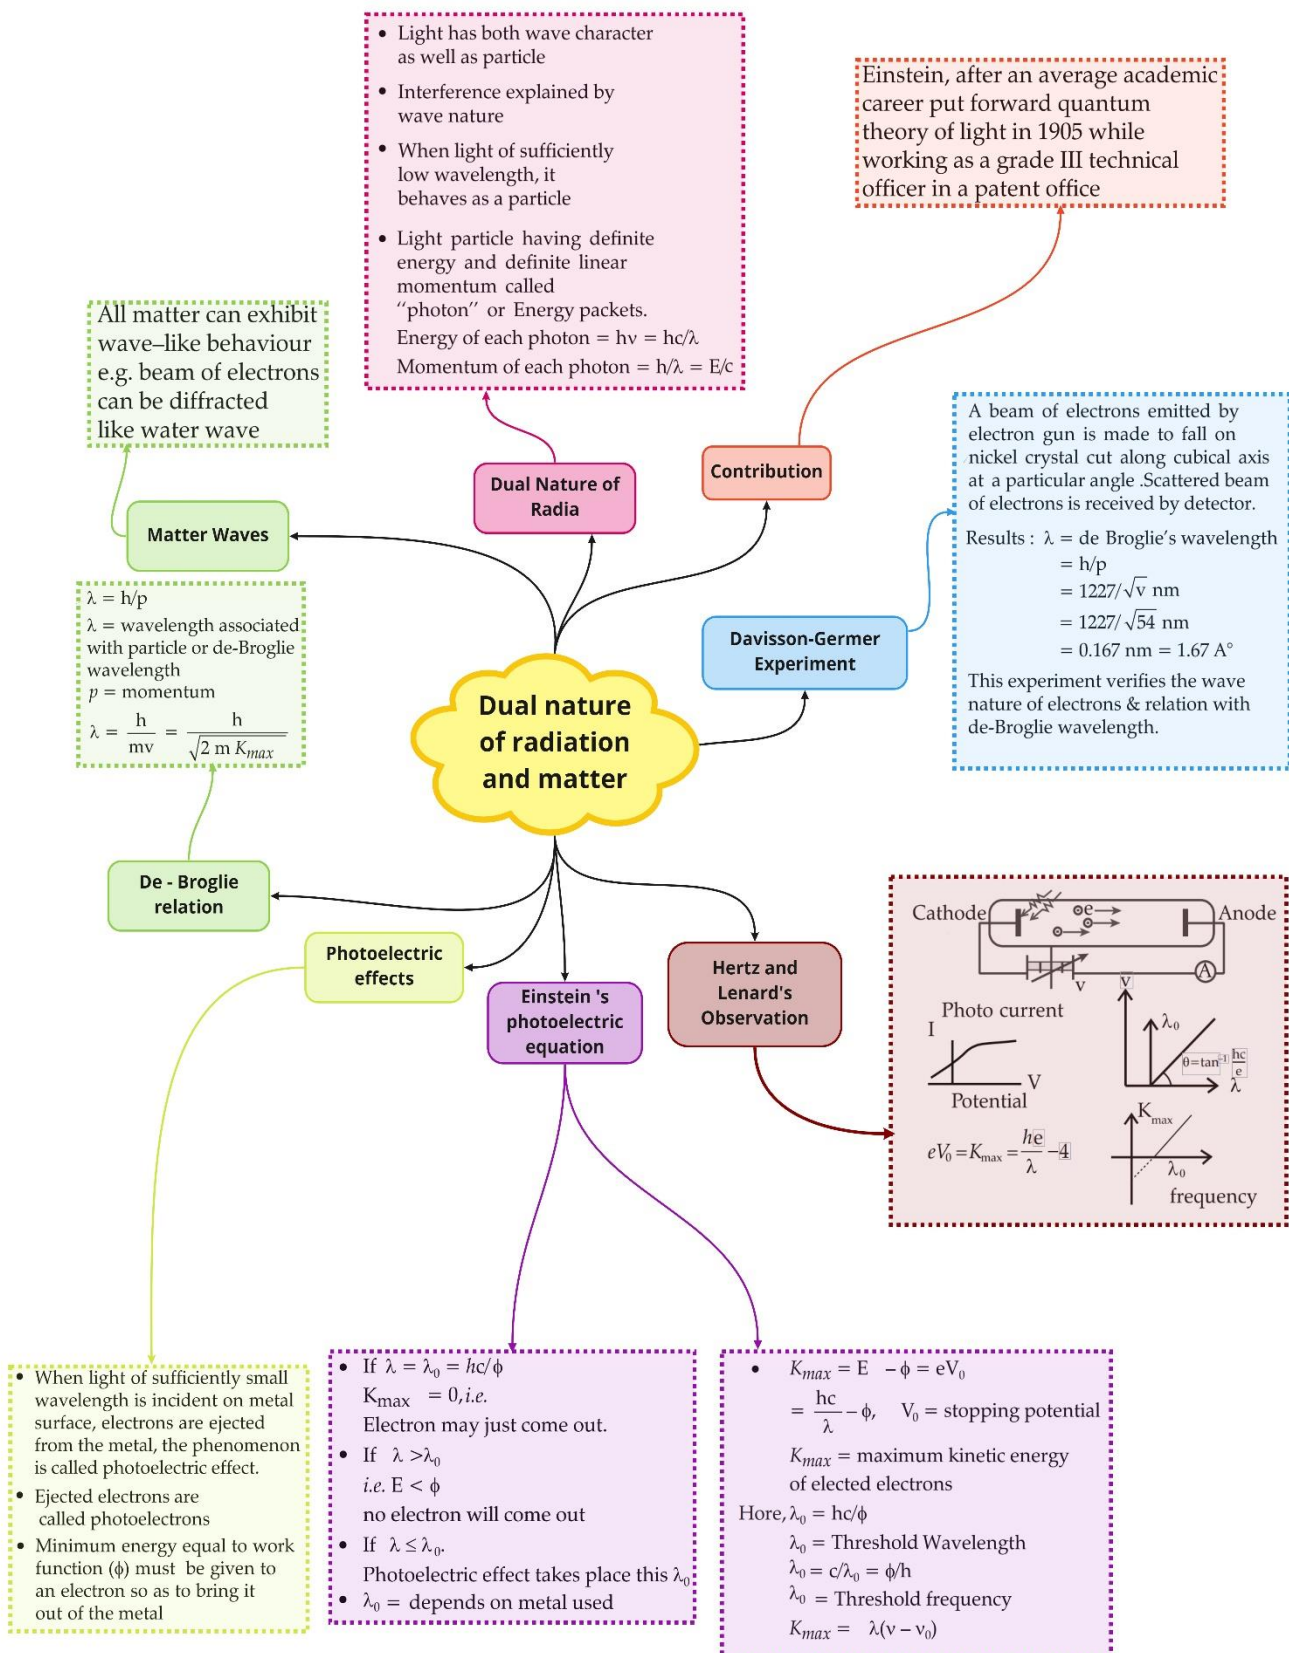 • Light has both wave character
as well as particle
• Interference explained by
wave nature
• When light of sufficiently
low wavelength, it
behaves as a particle
• Light particle having definite
energy and definite linear
momentum called
“photon” or Energy packets.
Energy of each photon = hν = hc/λ
Momentum of each photon = h/λ = E/c
Einstein, after an average academic
career put forward quantum
theory of light in 1905 while
working as a grade III technical
officer in a patent office
All matter can exhibit
wave–like behaviour
e.g. beam of electrons
can be diffracted
like water wave
Dual Nature of
Radia
Contribution
Matter Waves
A beam of electrons emitted by
electron gun is made to fall on
nickel crystal cut along cubical axis
at a particular angle .Scattered beam
of electrons is received by detector.
Results : λ = de Broglie’s wavelength
= h/p
= 1227/√v nm
= 1227/√54 nm
= 0.167 nm = 1.67 A°
This experiment verifies the wave
nature of electrons & relation with
de-Broglie wavelength.
Davisson-Germer
Experiment
λ = h/p
λ = wavelength associated
with particle or de-Broglie
wavelength
p = momentum
λ = h/mv = h/√2 m Kmax
Dual nature
of radiation
and matter
De - Broglie
relation
Photoelectric
effects
Einstein 's
photoelectric
equation
Hertz and
Lenard's
Observation
Cathode
e
Anode
v
A
Photo current
I
V
Potential
v
λ₀
θ=tan⁻¹ hc/e
λ
eV₀ = Kmax = he/λ – 4
Kmax
λ₀
frequency
• When light of sufficiently small
wavelength is incident on metal
surface, electrons are ejected
from the metal, the phenomenon
is called photoelectric effect.
• Ejected electrons are
called photoelectrons
• Minimum energy equal to work
function (ϕ) must be given to
an electron so as to bring it
out of the metal
• If λ = λ₀ = hc/ϕ
Kmax = 0, i.e.
Electron may just come out.
• If λ >λ₀
i.e. E < ϕ
no electron will come out
• If λ ≤ λ₀.
Photoelectric effect takes place this λ₀
• λ₀ = depends on metal used
• Kmax = E – ϕ = eV₀
= hc/λ – ϕ, V₀ = stopping potential
Kmax = maximum kinetic energy
of elected electrons
Hore, λ₀ = hc/ϕ
λ₀ = Threshold Wavelength
λ₀ = c/λ₀ = ϕ/h
λ₀ = Threshold frequency
Kmax = λ(ν – ν₀)